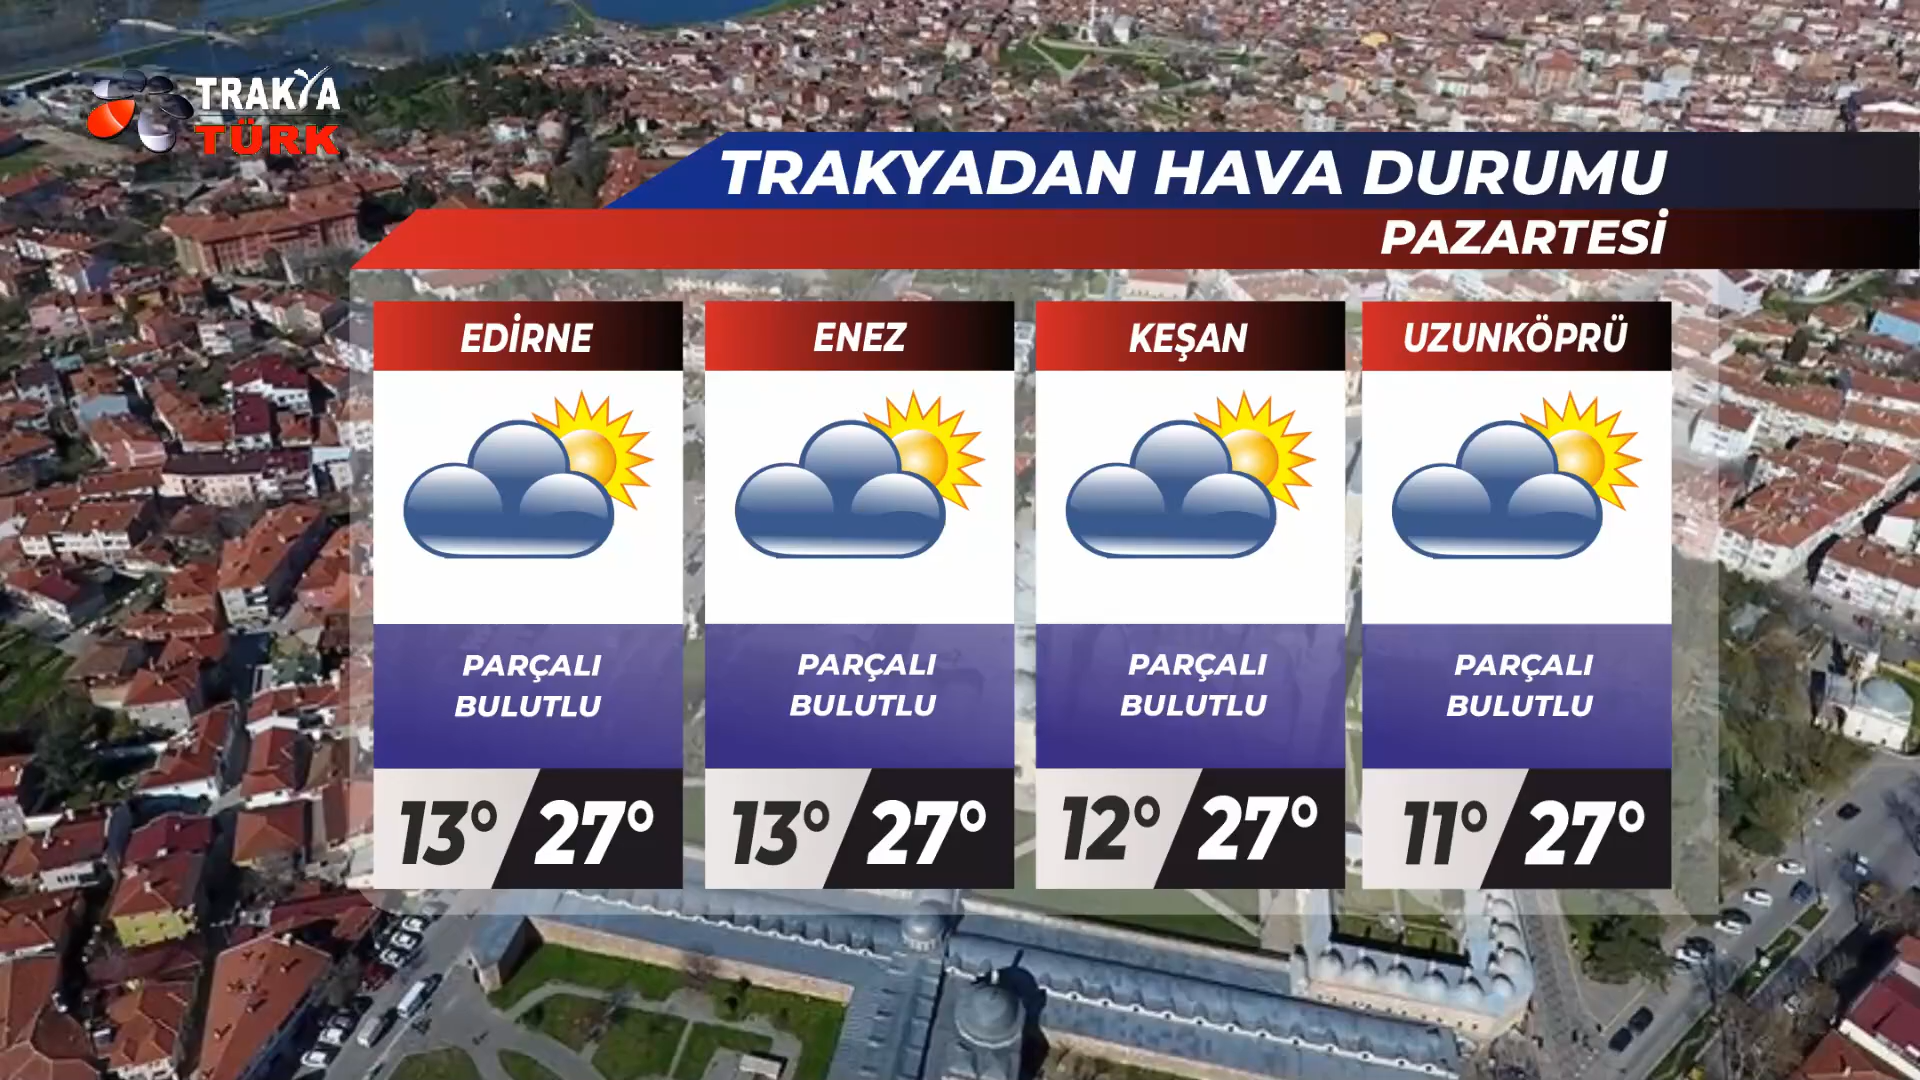 TRAKYA
TÜRK
TRAKYADAN HAVA DURUMU
PAZARTESİ
EDİRNE
PARÇALI
BULUTLU
13° 27°
ENEZ
PARÇALI
BULUTLU
13° 27°
KEŞAN
PARÇALI
BULUTLU
12° 27°
UZUNKÖPRÜ
PARÇALI
BULUTLU
11° 27°